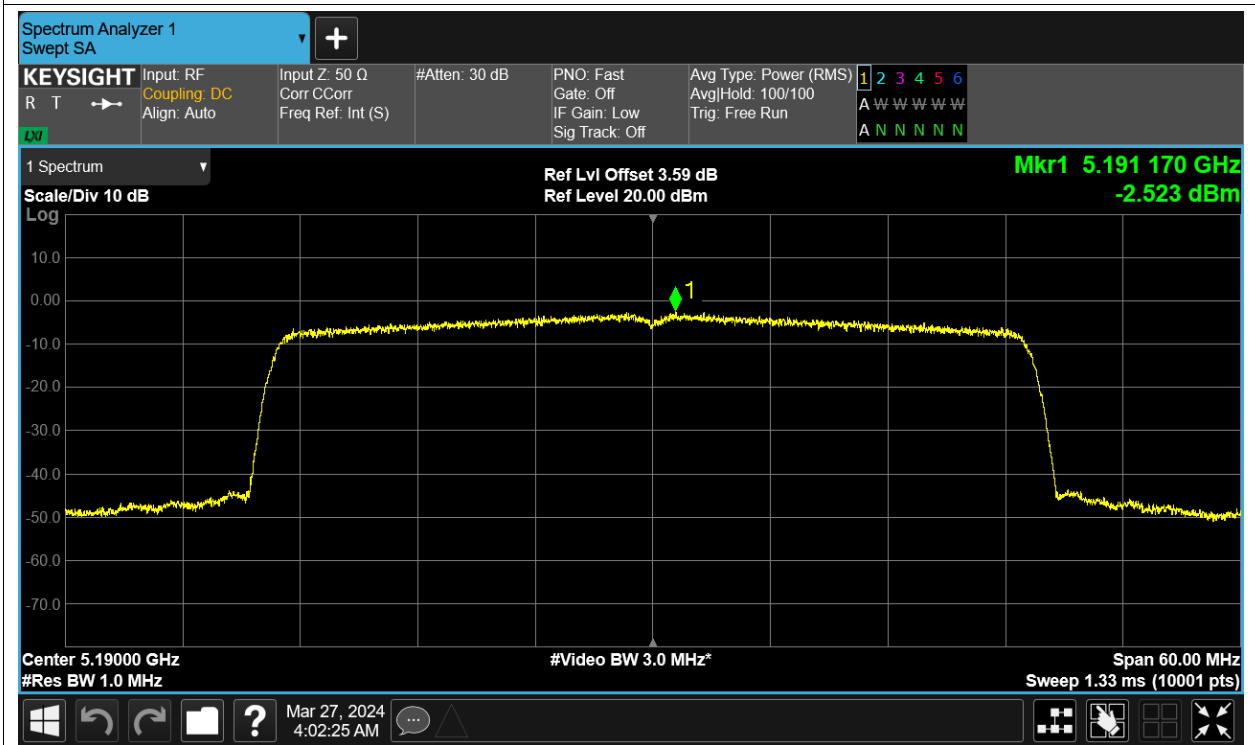 Spectrum Analyzer 1
Swept SA
KEYSIGHT
R T
LXI
Input: RF
Coupling: DC
Align: Auto
Input Z: 50 Ω
Corr CCorr
Freq Ref: Int (S)
#Atten: 30 dB
PNO: Fast
Gate: Off
IF Gain: Low
Sig Track: Off
Avg Type: Power (RMS)
Avg|Hold: 100/100
Trig: Free Run
1 2 3 4 5 6
A W W W W W
A N N N N N
1 Spectrum
Scale/Div 10 dB
Log
Ref Lvl Offset 3.59 dB
Ref Level 20.00 dBm
Mkr1 5.191 170 GHz
-2.523 dBm
1
10.0
0.00
-10.0
-20.0
-30.0
-40.0
-50.0
-60.0
-70.0
Center 5.19000 GHz
#Res BW 1.0 MHz
#Video BW 3.0 MHz*
Span 60.00 MHz
Sweep 1.33 ms (10001 pts)
?
Mar 27, 2024
4:02:25 AM